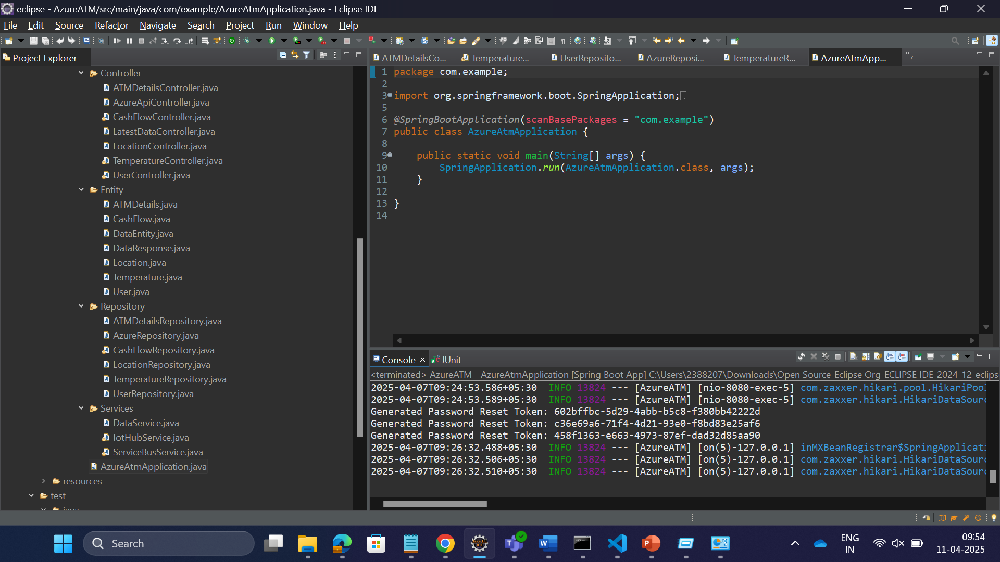 eclipse - AzureATM/src/main/java/com/example/AzureAtmApplication.java - Eclipse IDE
File Edit Source Refactor Navigate Search Project Run Window Help
Project Explorer
Controller
ATMDetailsController.java
AzureApiController.java
CashFlowController.java
LatestDataController.java
LocationController.java
TemperatureController.java
UserController.java
Entity
ATMDetails.java
CashFlow.java
DataEntity.java
DataResponse.java
Location.java
Temperature.java
User.java
Repository
ATMDetailsRepository.java
AzureRepository.java
CashFlowRepository.java
LocationRepository.java
TemperatureRepository.java
UserRepository.java
Services
DataService.java
IotHubService.java
ServiceBusService.java
AzureAtmApplication.java
resources
test
java
ATMDetailsCo... Temperature... UserReposito... AzureReposi... TemperatureR... AzureAtmApp... »7
1 package com.example;
2
3 import org.springframework.boot.SpringApplication;
5
6 @SpringBootApplication(scanBasePackages = "com.example")
7 public class AzureAtmApplication {
8
9 public static void main(String[] args) {
10 SpringApplication.run(AzureAtmApplication.class, args);
11 }
12
13 }
14
Console JUnit
<terminated> AzureATM - AzureAtmApplication [Spring Boot App] C:\Users\2388207\Downloads\Open Source_Eclipse Org_ECLIPSE IDE_2024-12_eclipse
2025-04-07T09:24:53.586+05:30 INFO 13824 --- [AzureATM] [nio-8080-exec-5] com.zaxxer.hikari.pool.HikariPool
2025-04-07T09:24:53.589+05:30 INFO 13824 --- [AzureATM] [nio-8080-exec-5] com.zaxxer.hikari.HikariDataSourc
Generated Password Reset Token: 602bffbc-5d29-4abb-b5c8-f380bb42222d
Generated Password Reset Token: c36e69a6-71f4-4d21-93e0-f8bd83e25af6
Generated Password Reset Token: 458f1363-e663-4973-87ef-dad32d85aa90
2025-04-07T09:26:32.488+05:30 INFO 13824 --- [AzureATM] [on(5)-127.0.0.1] inMXBeanRegistrar$SpringApplicati
2025-04-07T09:26:32.506+05:30 INFO 13824 --- [AzureATM] [on(5)-127.0.0.1] com.zaxxer.hikari.HikariDataSourc
2025-04-07T09:26:32.510+05:30 INFO 13824 --- [AzureATM] [on(5)-127.0.0.1] com.zaxxer.hikari.HikariDataSourc
Search
ENG
IN
09:54
11-04-2025